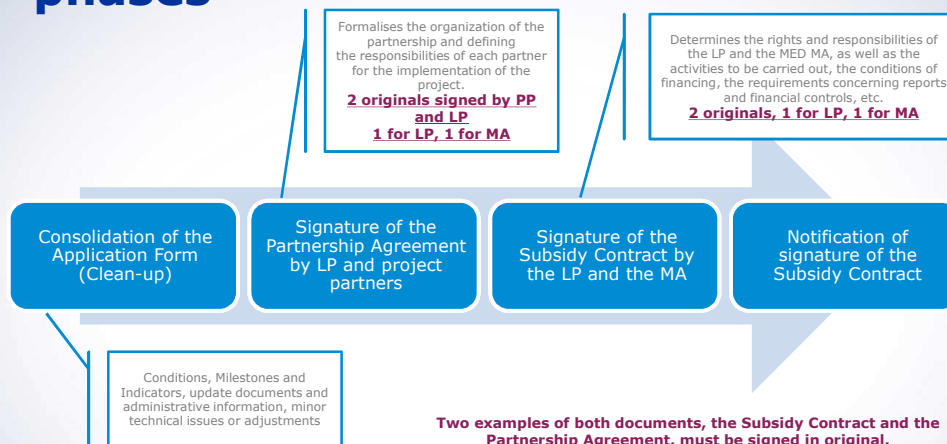 phases
Formalises the organization of the
partnership and defining
the responsibilities of each partner
for the implementation of the
project.
2 originals signed by PP
and LP
1 for LP, 1 for MA
Determines the rights and responsibilities of
the LP and the MED MA, as well as the
activities to be carried out, the conditions of
financing, the requirements concerning reports
and financial controls, etc.
2 originals, 1 for LP, 1 for MA
Consolidation of the
Application Form
(Clean-up)
Signature of the
Partnership Agreement
by LP and project
partners
Signature of the
Subsidy Contract by
the LP and the MA
Notification of
signature of the
Subsidy Contract
Conditions, Milestones and
Indicators, update documents and
administrative information, minor
technical issues or adjustments
Two examples of both documents, the Subsidy Contract and the
Partnership Agreement, must be signed in original.